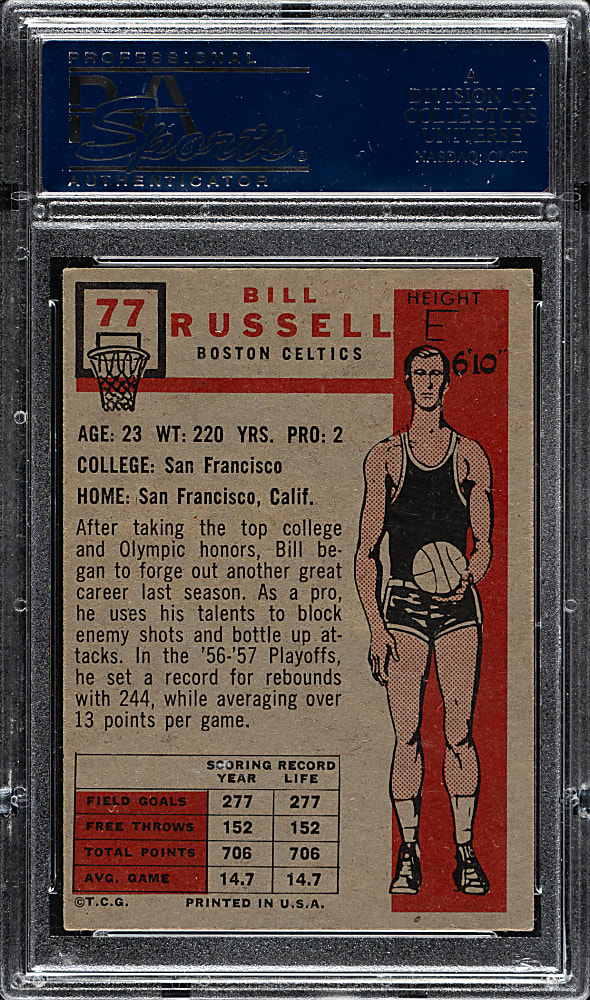 PROFESSIONAL
PSA
Sports®
AUTHENTICATOR
A
DIVISION OF
COLLECTORS
UNIVERSE
NASDAQ: CLCT
77
BILL
RUSSELL
BOSTON CELTICS
HEIGHT
E
6'10"
AGE: 23 WT: 220 YRS. PRO: 2
COLLEGE: San Francisco
HOME: San Francisco, Calif.
After taking the top college
and Olympic honors, Bill be-
gan to forge out another great
career last season. As a pro,
he uses his talents to block
enemy shots and bottle up at-
tacks. In the '56-'57 Playoffs,
he set a record for rebounds
with 244, while averaging over
13 points per game.
SCORING RECORD
YEAR LIFE
FIELD GOALS 277 277
FREE THROWS 152 152
TOTAL POINTS 706 706
AVG. GAME 14.7 14.7
©T.C.G. PRINTED IN U.S.A.